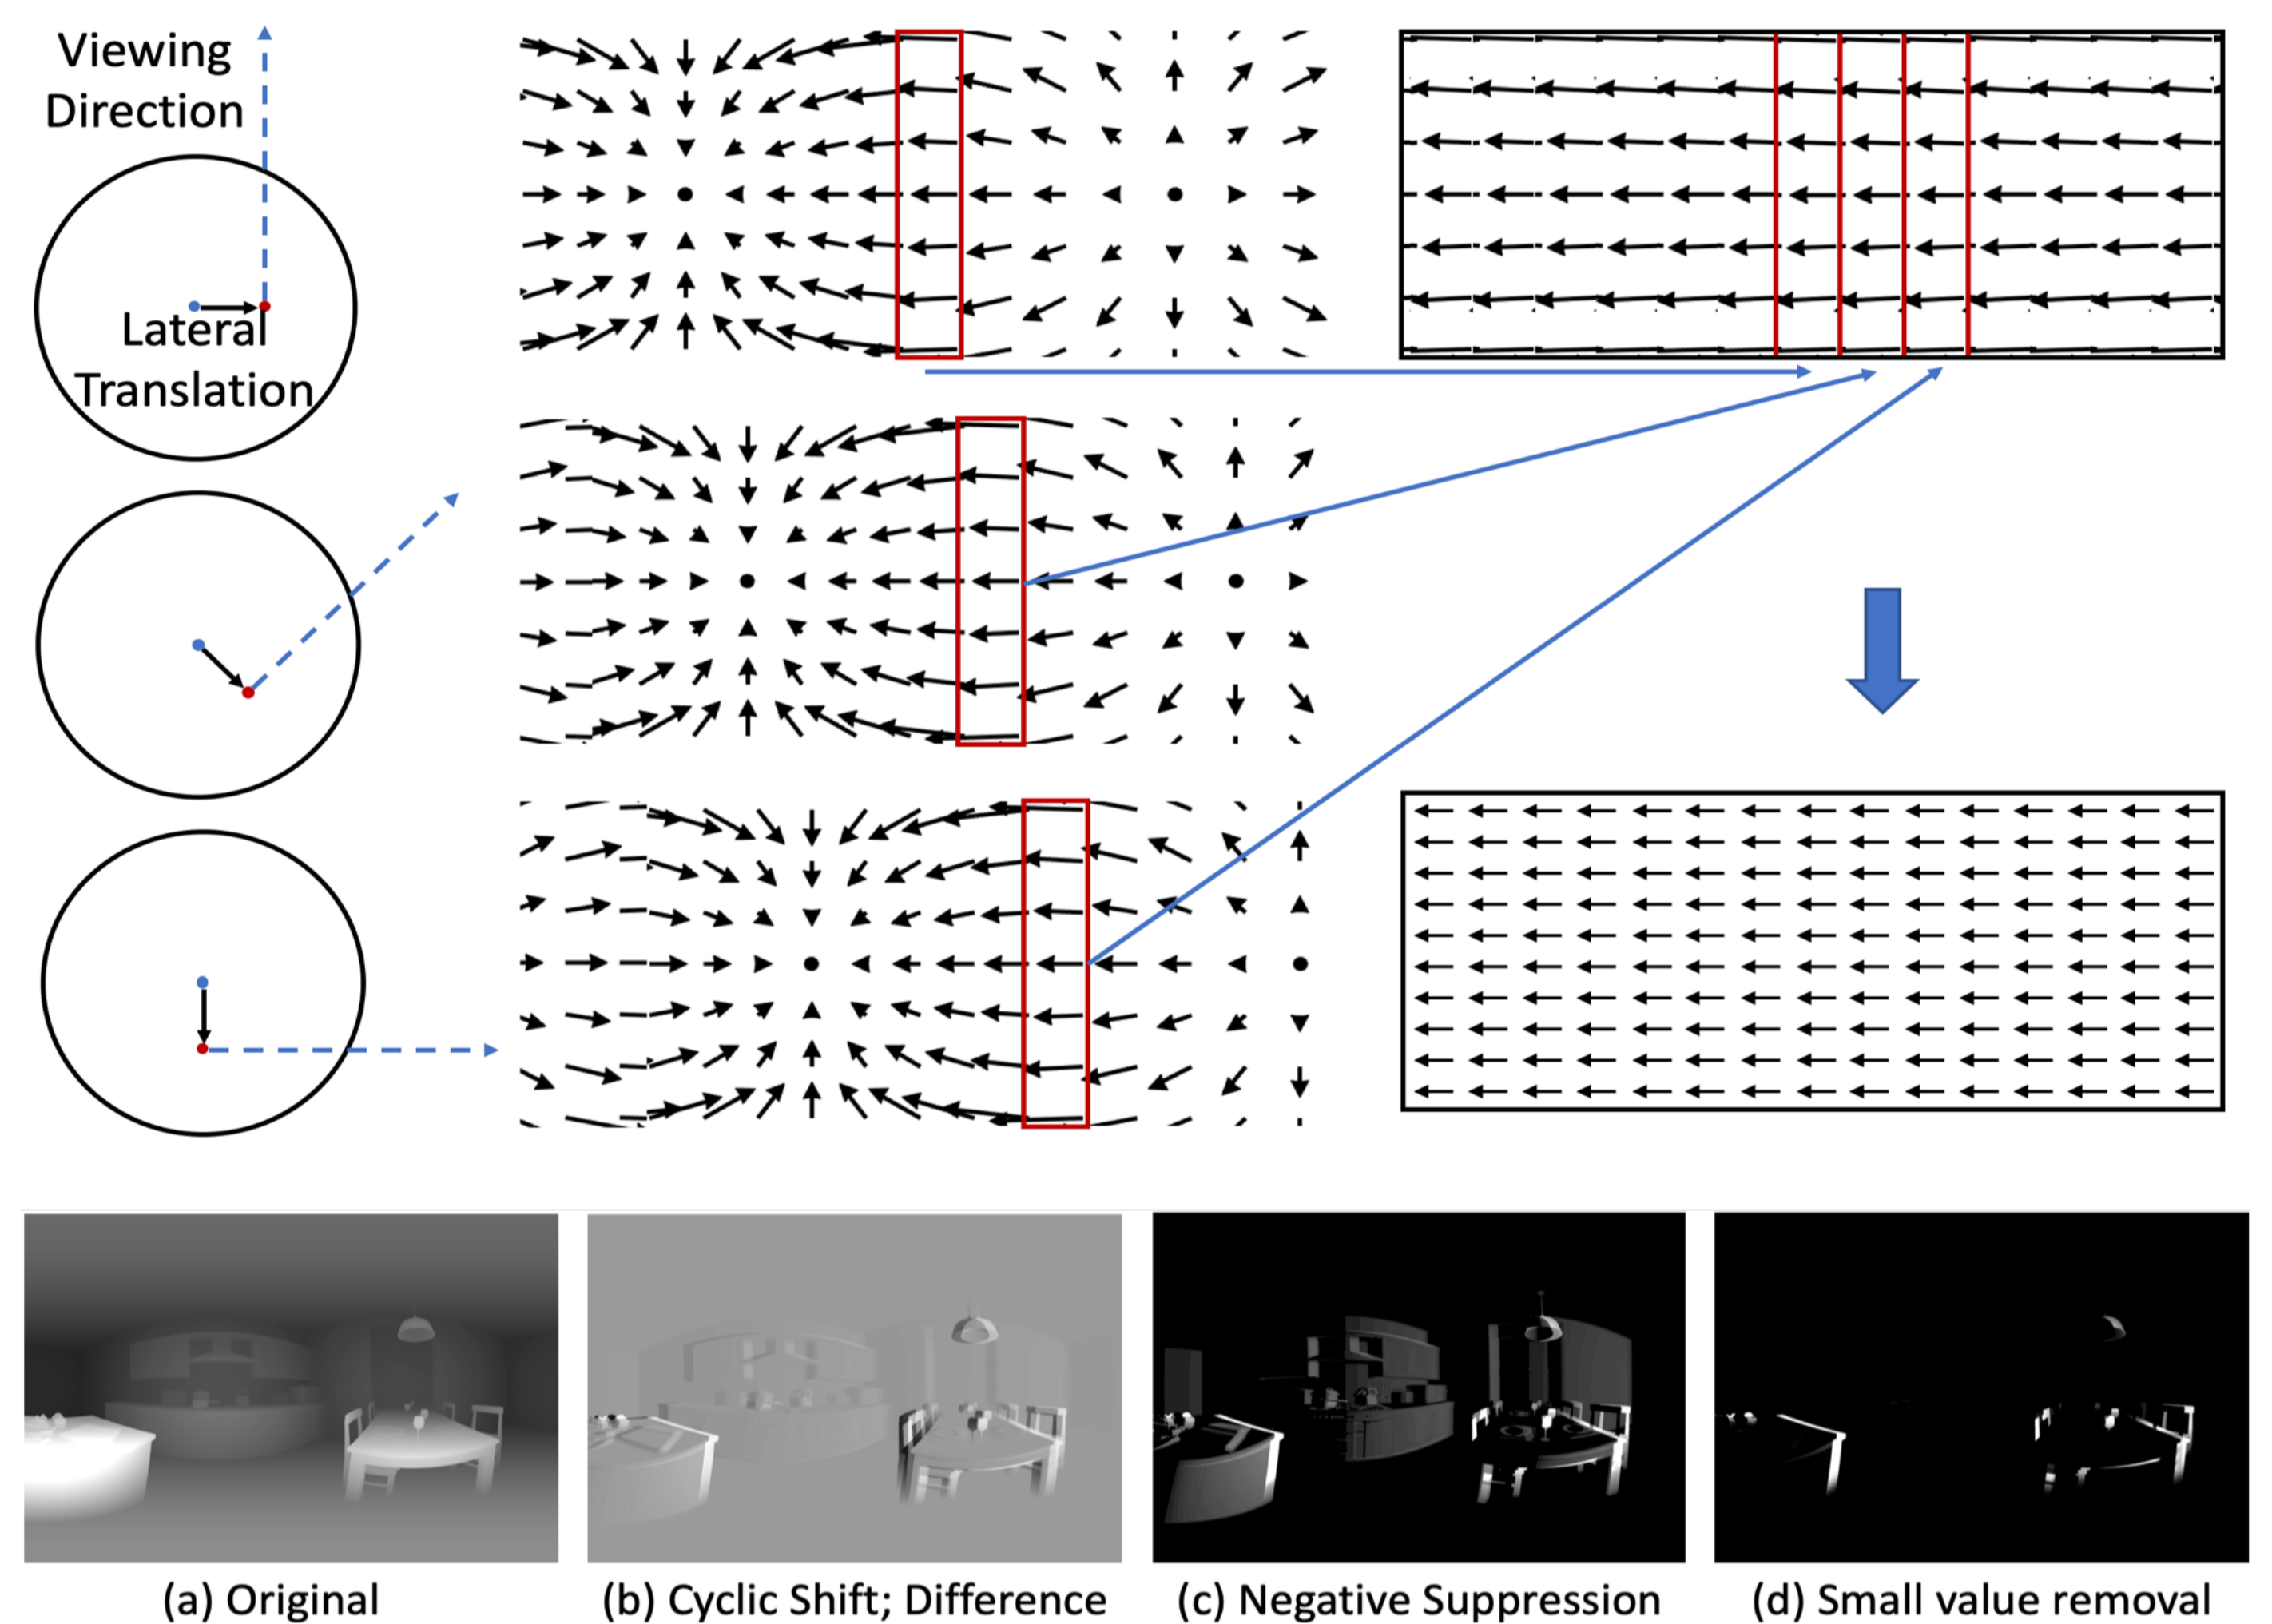 Viewing
Direction
Lateral
Translation
(a) Original
(b) Cyclic Shift; Difference
(c) Negative Suppression
(d) Small value removal